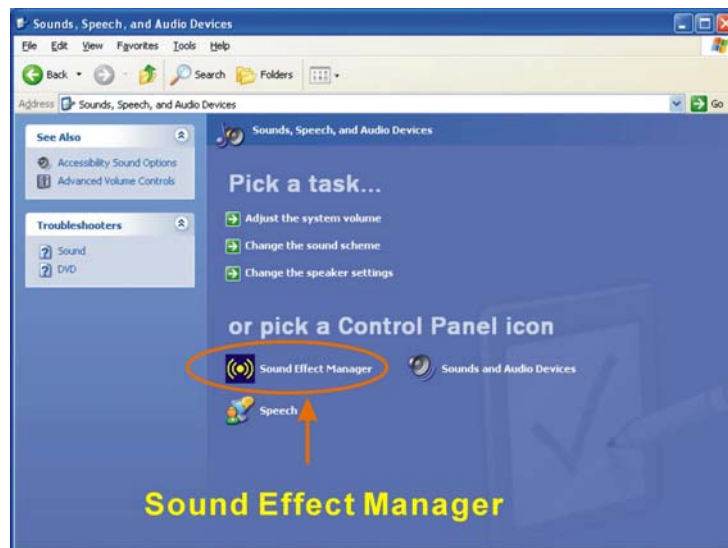 Sounds, Speech, and Audio Devices
File Edit View Favorites Tools Help
Back Search Folders
Address Sounds, Speech, and Audio Devices Go
See Also
Accessibility Sound Options
Advanced Volume Controls
Troubleshooters
Sound
DVD
Sounds, Speech, and Audio Devices
Pick a task...
Adjust the system volume
Change the sound scheme
Change the speaker settings
or pick a Control Panel icon
Sound Effect Manager Sounds and Audio Devices
Speech
Sound Effect Manager